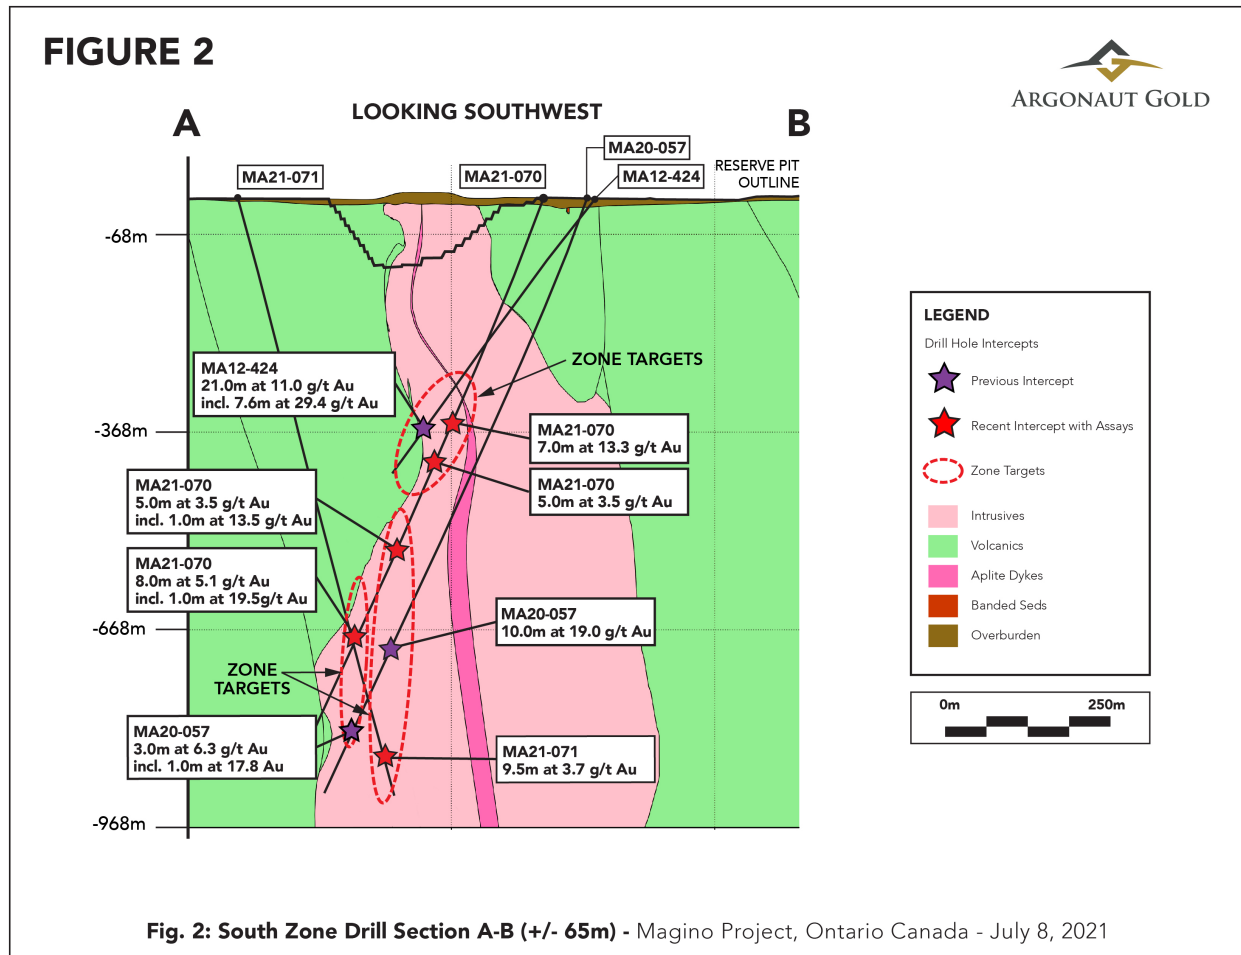 FIGURE 2
ARGONAUT GOLD
LOOKING SOUTHWEST
A
B
MA20-057
MA21-071
MA21-070
MA12-424
RESERVE PIT
OUTLINE
-68m
ZONE TARGETS
MA12-424
21.0m at 11.0 g/t Au
incl. 7.6m at 29.4 g/t Au
-368m
MA21-070
7.0m at 13.3 g/t Au
MA21-070
5.0m at 3.5 g/t Au
MA21-070
5.0m at 3.5 g/t Au
incl. 1.0m at 13.5 g/t Au
MA21-070
8.0m at 5.1 g/t Au
incl. 1.0m at 19.5g/t Au
MA20-057
10.0m at 19.0 g/t Au
-668m
ZONE
TARGETS
MA20-057
3.0m at 6.3 g/t Au
incl. 1.0m at 17.8 Au
MA21-071
9.5m at 3.7 g/t Au
-968m
LEGEND
Drill Hole Intercepts
Previous Intercept
Recent Intercept with Assays
Zone Targets
Intrusives
Volcanics
Aplite Dykes
Banded Seds
Overburden
0m 250m
Fig. 2: South Zone Drill Section A-B (+/- 65m) - Magino Project, Ontario Canada - July 8, 2021